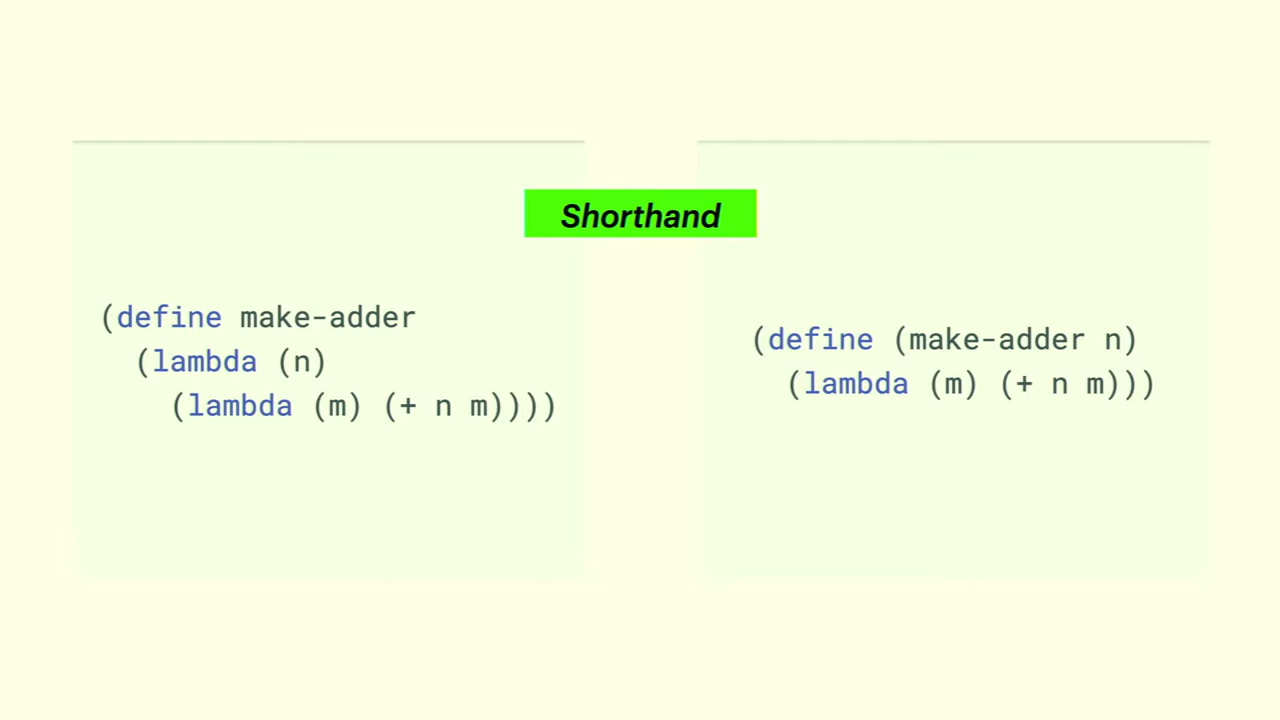 Shorthand
(define make-adder
(lambda (n)
(lambda (m) (+ n m))))
(define (make-adder n)
(lambda (m) (+ n m)))